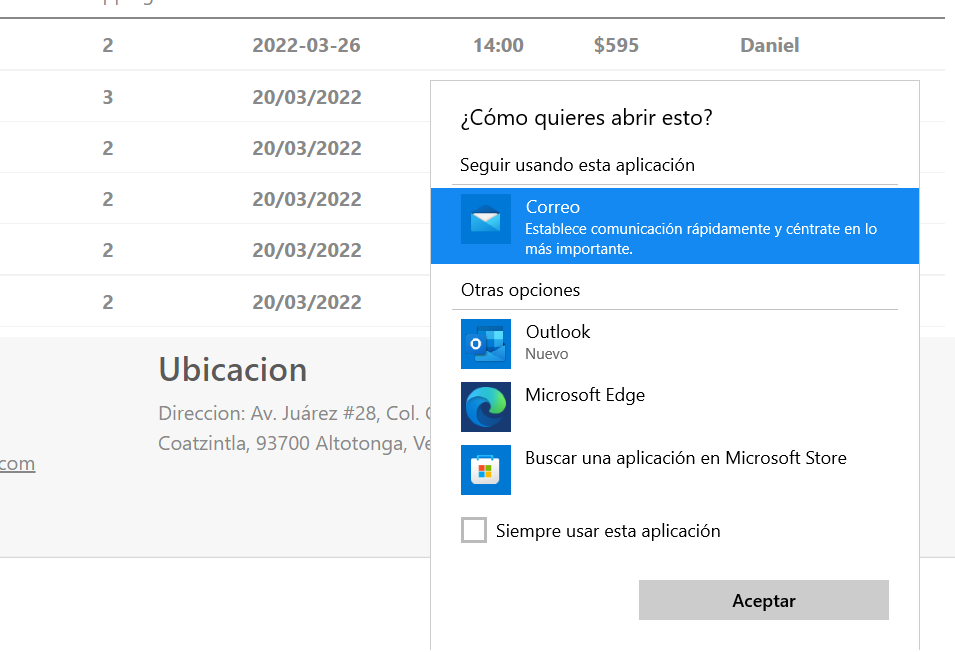 2 2022-03-26 14:00 $595 Daniel
3 20/03/2022
2 20/03/2022
2 20/03/2022
2 20/03/2022
2 20/03/2022
Ubicacion
Direccion: Av. Juárez #28, Col.
Coatzintla, 93700 Altotonga,
com
¿Cómo quieres abrir esto?
Seguir usando esta aplicación
Correo
Establece comunicación rápidamente y céntrate en lo
más importante.
Otras opciones
Outlook
Nuevo
Microsoft Edge
Buscar una aplicación en Microsoft Store
Siempre usar esta aplicación
Aceptar